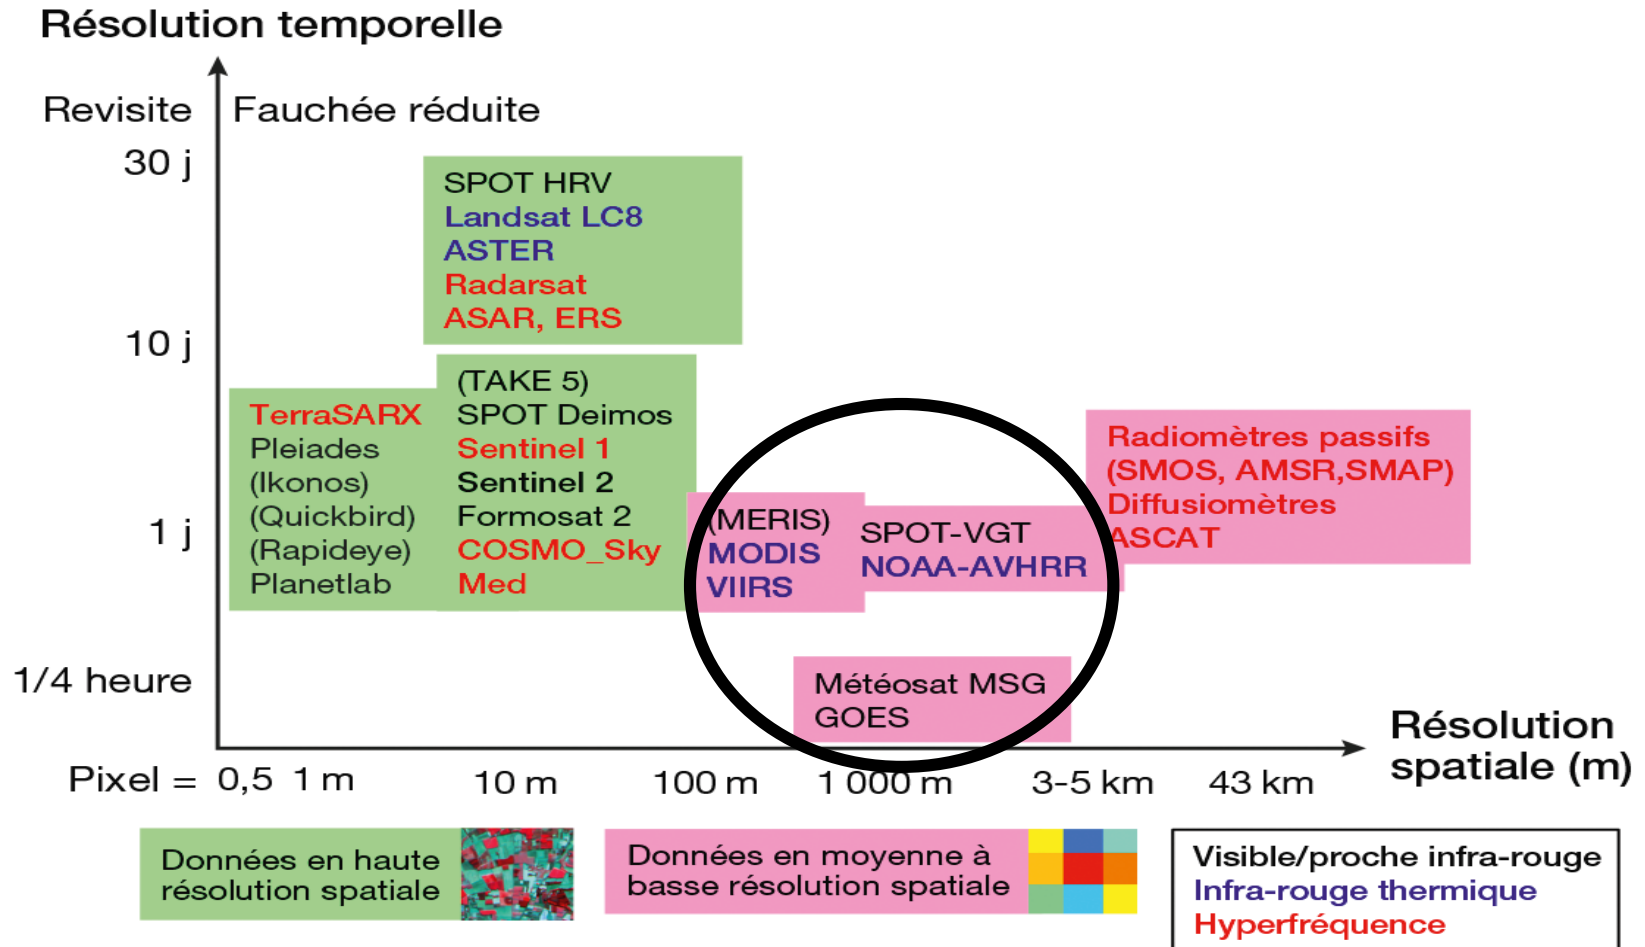 Résolution temporelle
Revisite
Fauchée réduite
30 j
SPOT HRV
Landsat LC8
ASTER
Radarsat
ASAR, ERS
10 j
(TAKE 5)
SPOT Deimos
Sentinel 1
Sentinel 2
Formosat 2
COSMO_Sky
Med
TerraSARX
Pleiades
(Ikonos)
(Quickbird)
(Rapideye)
Planetlab
1 j
(MERIS)
MODIS
VIIRS
SPOT-VGT
NOAA-AVHRR
Radiomètres passifs
(SMOS, AMSR,SMAP)
Diffusiomètres
ASCAT
1/4 heure
Météosat MSG
GOES
Résolution
spatiale (m)
Pixel = 0,5 1 m 10 m 100 m 1 000 m 3-5 km 43 km
Données en haute
résolution spatiale
Données en moyenne à
basse résolution spatiale
Visible/proche infra-rouge
Infra-rouge thermique
Hyperfréquence